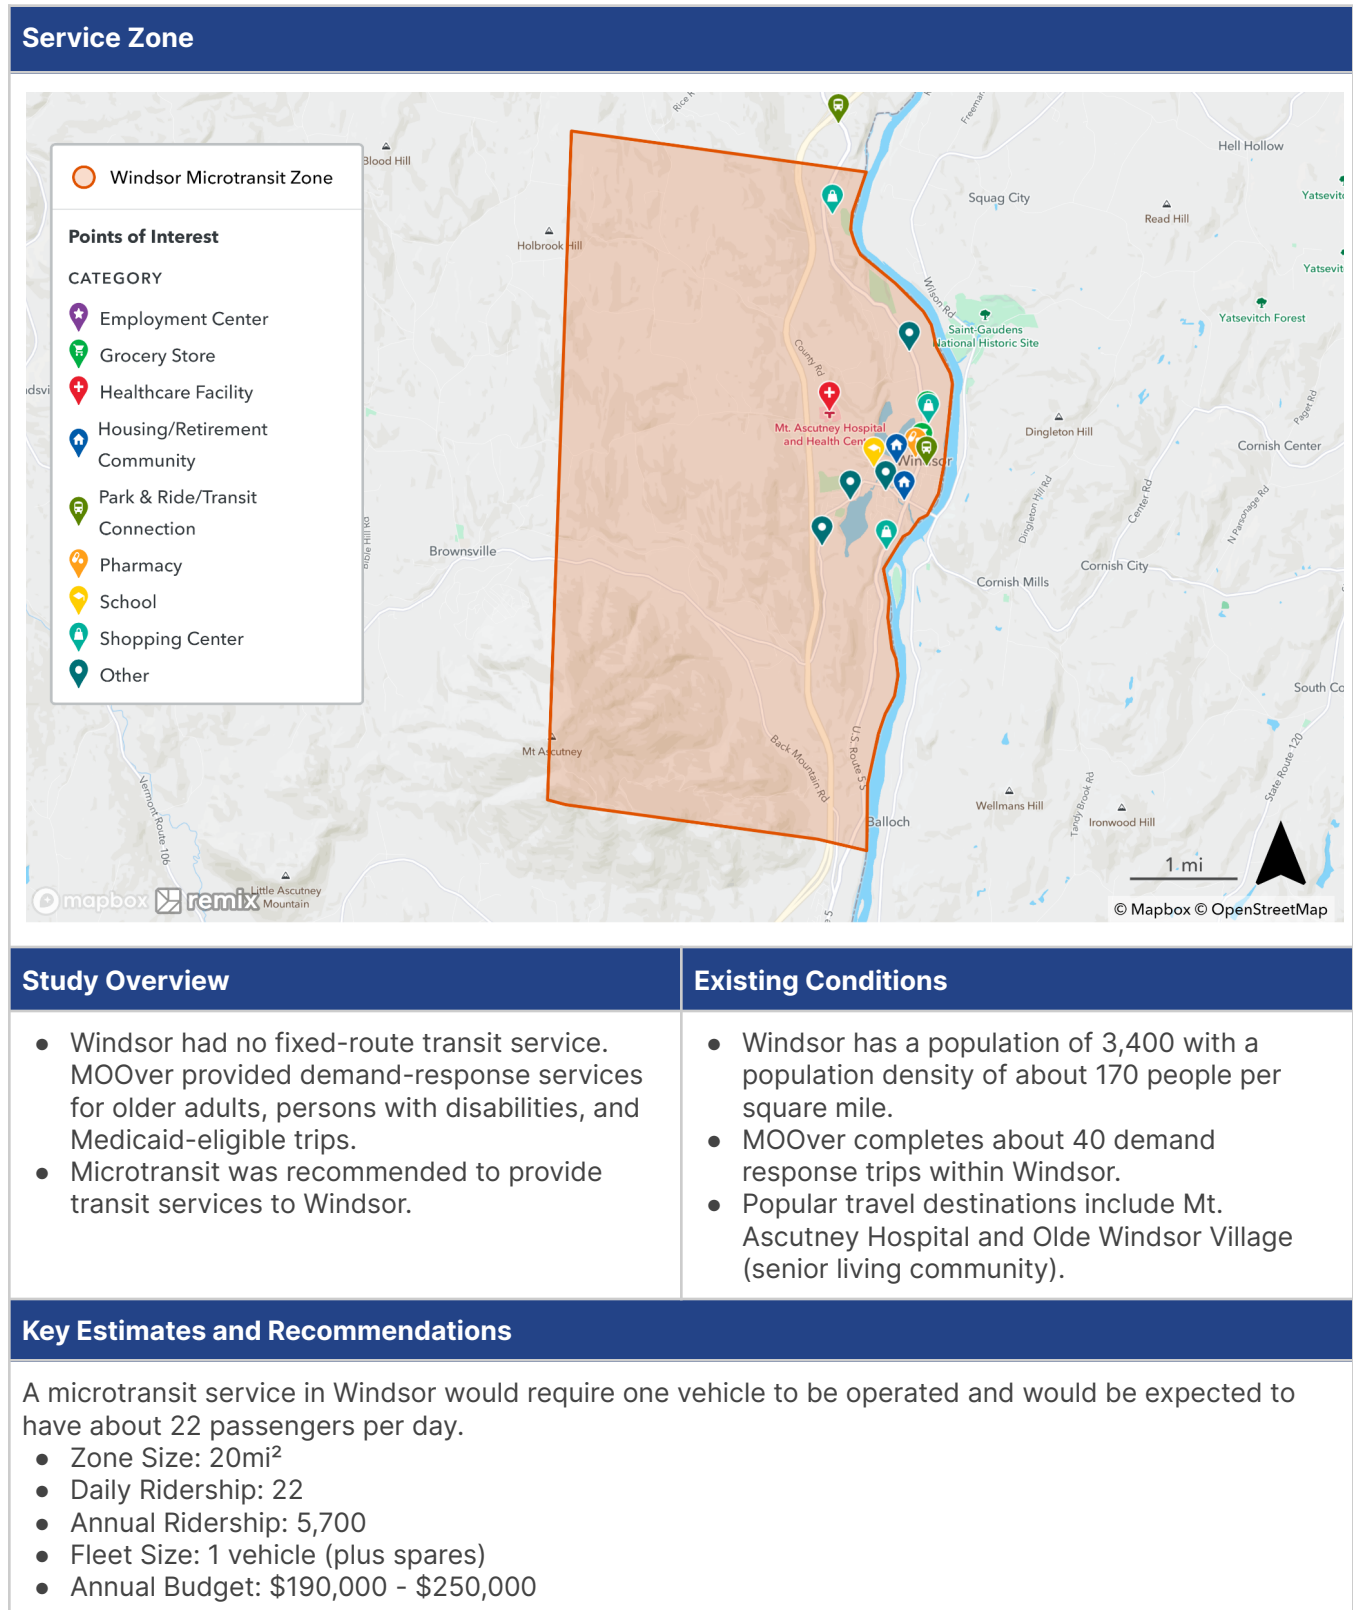 Service Zone
Rice R
Freeman
Hell Hollow
Blood Hill
Windsor Microtransit Zone
Squag City
Yatsevitc
Read Hill
Points of Interest
Holbrook Hill
CATEGORY
Yatsevit
Employment Center
Wilson Rd
Yatsevitch Forest
Saint-Gaudens
National Historic Site
Grocery Store
County Rd
Healthcare Facility
dsvi
Paget Rd
Housing/Retirement
Community
Mt. Ascutney Hospital
and Health Cent
Dingleton Hill
Cornish Center
Windsor
Park & Ride/Transit
Connection
Dingleton Hill Rd
Center Rd
N Parsonage Rd
Bible Hill Rd
Brownsville
Pharmacy
Cornish City
Cornish Mills
School
Shopping Center
Other
South Co
Mt Ascutney
Back Mountain Rd
U.S. Route 5 S
State Route 120
Vermont Route 106
Wellmans Hill
Tandy Brook Rd
Ironwood Hill
Balloch
1 mi
Little Ascutney
Mountain
mapbox remix
e 5
© Mapbox © OpenStreetMap
Study Overview
● Windsor had no fixed-route transit service.
MOOver provided demand-response services
for older adults, persons with disabilities, and
Medicaid-eligible trips.
● Microtransit was recommended to provide
transit services to Windsor.
Existing Conditions
● Windsor has a population of 3,400 with a
population density of about 170 people per
square mile.
● MOOver completes about 40 demand
response trips within Windsor.
● Popular travel destinations include Mt.
Ascutney Hospital and Olde Windsor Village
(senior living community).
Key Estimates and Recommendations
A microtransit service in Windsor would require one vehicle to be operated and would be expected to
have about 22 passengers per day.
● Zone Size: 20mi²
● Daily Ridership: 22
● Annual Ridership: 5,700
● Fleet Size: 1 vehicle (plus spares)
● Annual Budget: $190,000 - $250,000